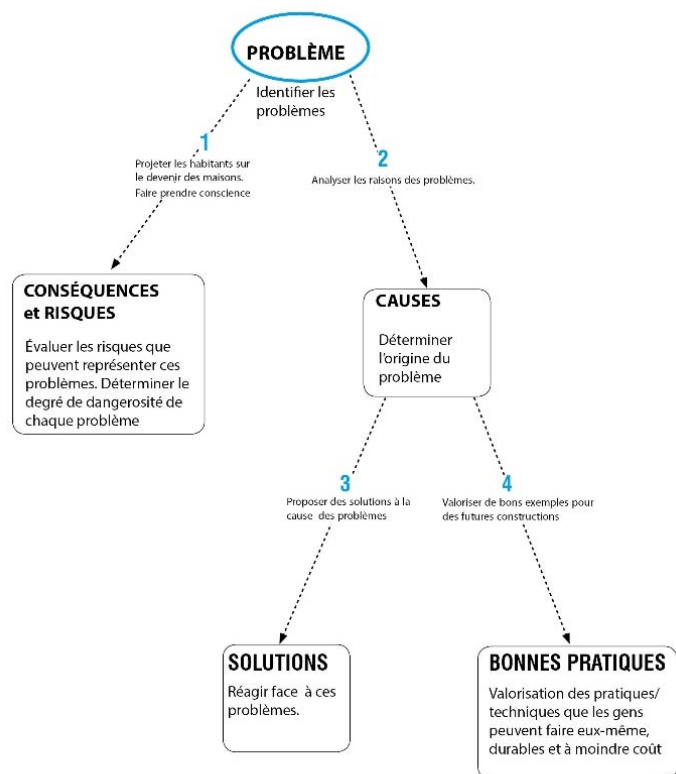 PROBLÈME
Identifier les
problèmes
1
Projeter les habitants sur
le devenir des maisons.
Faire prendre conscience
2
Analyser les raisons des problèmes.
CONSÉQUENCES
et RISQUES
Évaluer les risques que
peuvent représenter ces
problèmes. Déterminer le
degré de dangerosité de
chaque problème
CAUSES
Déterminer
l'origine du
problème
3
Proposer des solutions à la
cause des problèmes
4
Valoriser de bons exemples pour
des futures constructions
SOLUTIONS
Réagir face à ces
problèmes.
BONNES PRATIQUES
Valorisation des pratiques/
techniques que les gens
peuvent faire eux-même,
durables et à moindre coût